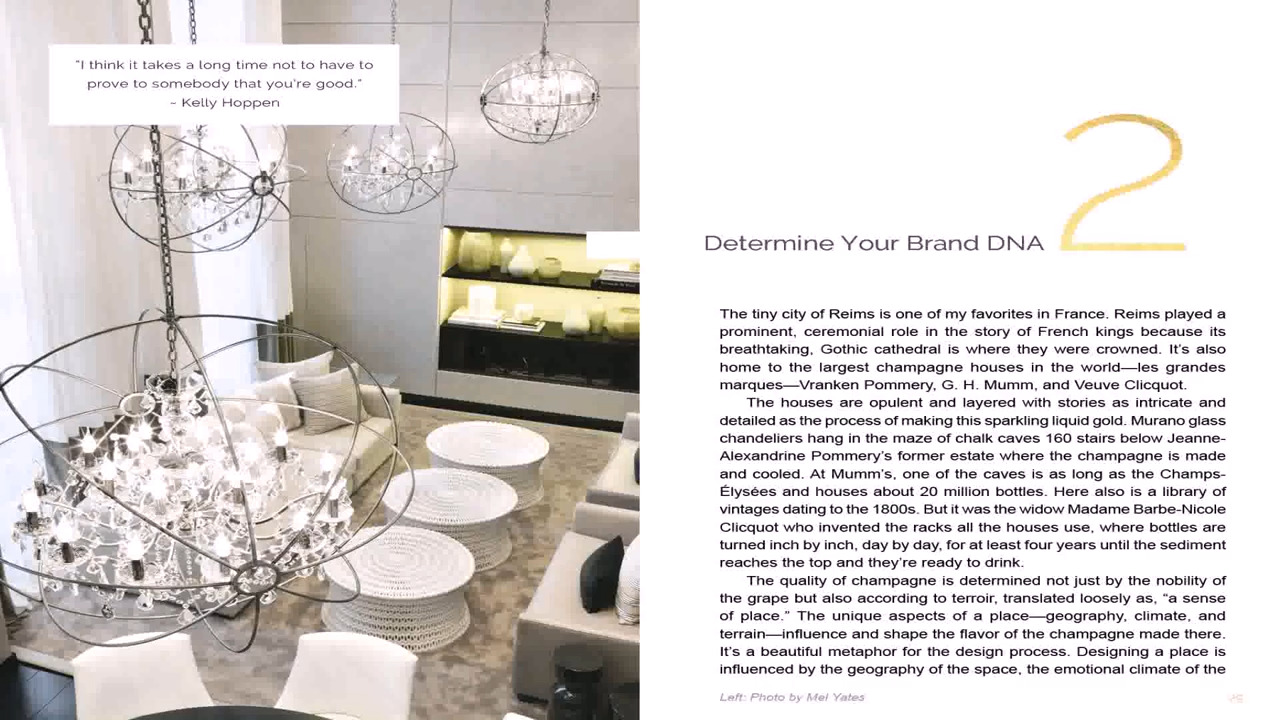 "I think it takes a long time not to have to
prove to somebody that you're good."
~ Kelly Hoppen
2
Determine Your Brand DNA
The tiny city of Reims is one of my favorites in France. Reims played a
prominent, ceremonial role in the story of French kings because its
breathtaking, Gothic cathedral is where they were crowned. It's also
home to the largest champagne houses in the world—les grandes
marques—Vranken Pommery, G. H. Mumm, and Veuve Clicquot.
The houses are opulent and layered with stories as intricate and
detailed as the process of making this sparkling liquid gold. Murano glass
chandeliers hang in the maze of chalk caves 160 stairs below Jeanne-
Alexandrine Pommery's former estate where the champagne is made
and cooled. At Mumm's, one of the caves is as long as the Champs-
Élysées and houses about 20 million bottles. Here also is a library of
vintages dating to the 1800s. But it was the widow Madame Barbe-Nicole
Clicquot who invented the racks all the houses use, where bottles are
turned inch by inch, day by day, for at least four years until the sediment
reaches the top and they're ready to drink.
The quality of champagne is determined not just by the nobility of
the grape but also according to terroir, translated loosely as, "a sense
of place." The unique aspects of a place—geography, climate, and
terrain—influence and shape the flavor of the champagne made there.
It's a beautiful metaphor for the design process. Designing a place is
influenced by the geography of the space, the emotional climate of the
Left: Photo by Mel Yates